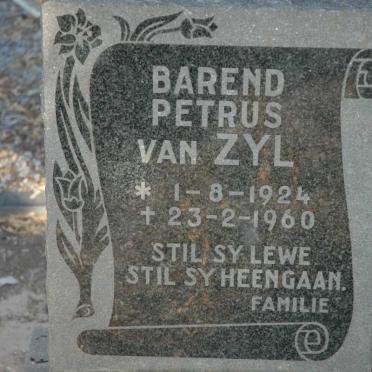 BAREND
PETRUS
VAN ZYL
* 1-8-1924
† 23-2-1960
STIL SY LEWE
STIL SY HEENGAAN.
FAMILIE